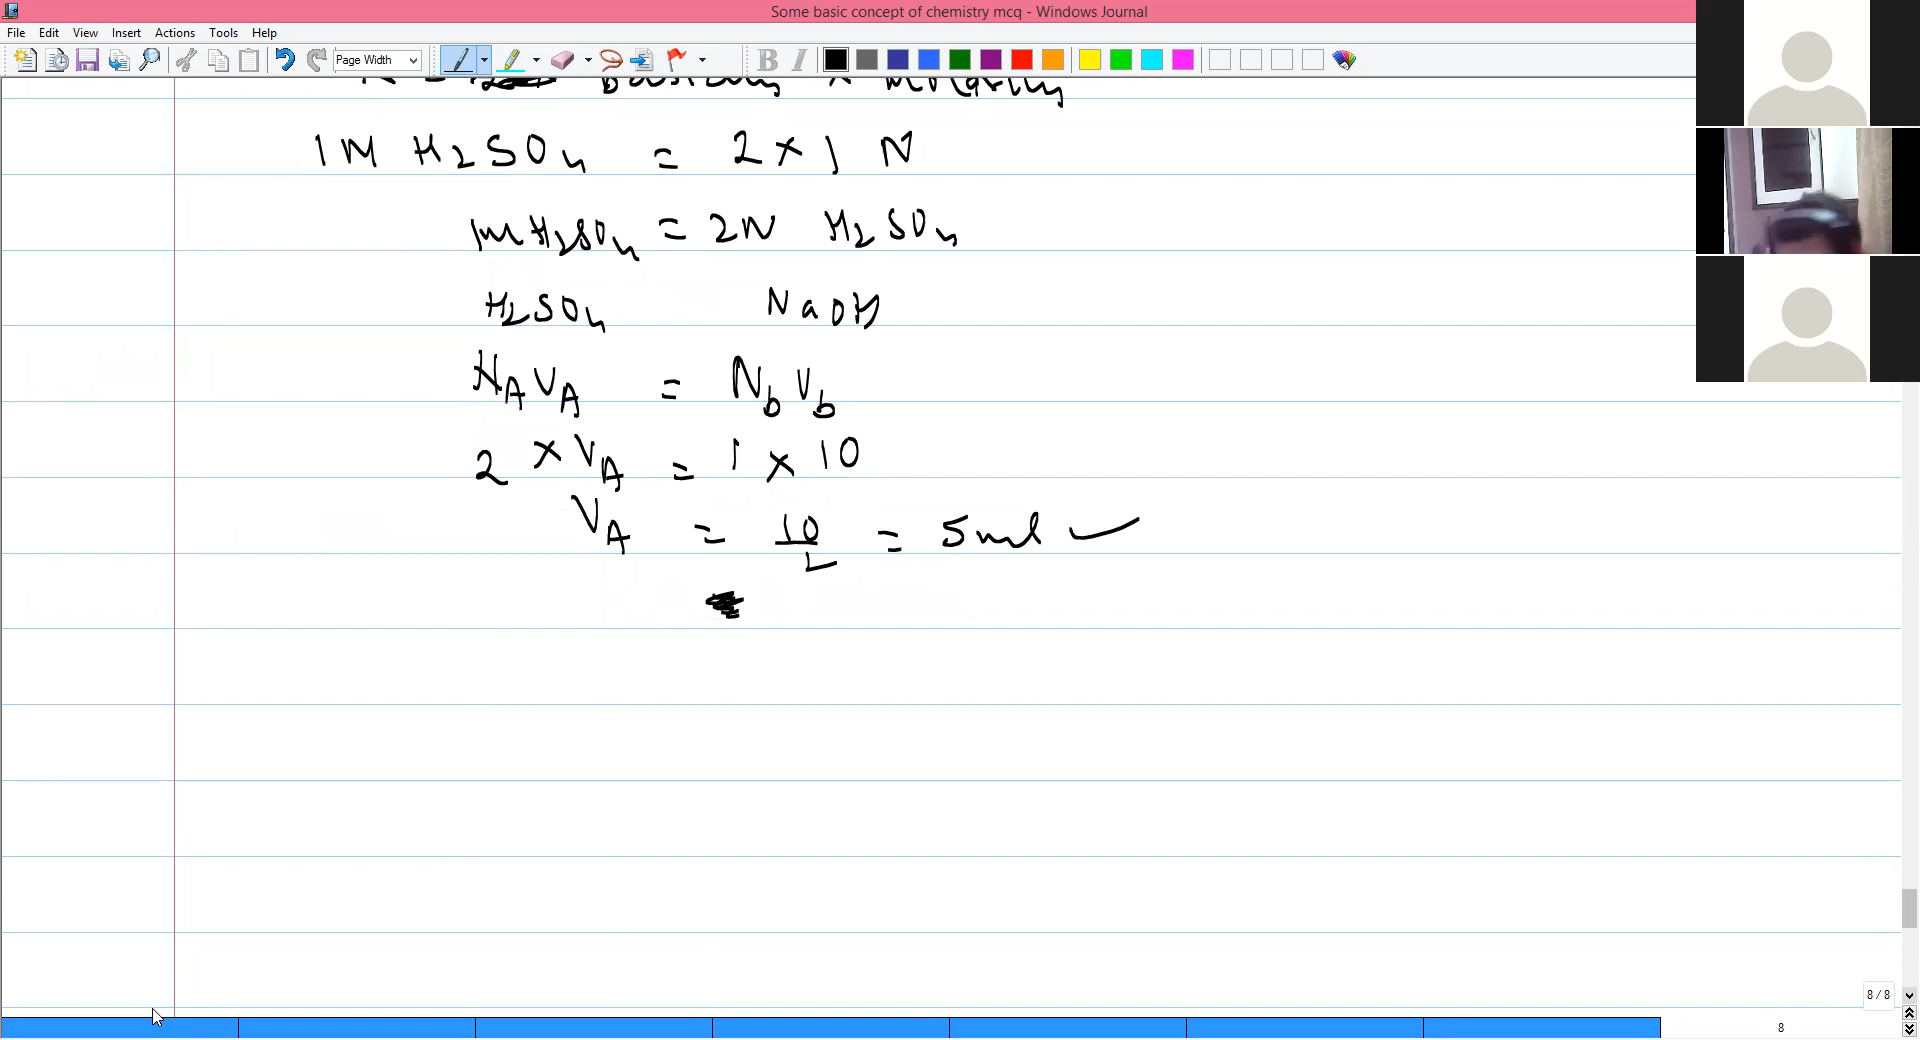 Some basic concept of chemistry mcq - Windows Journal
File Edit View Insert Actions Tools Help
Page Width
B I
N = basicity × molarity
1M H2SO4 = 2 × 1 N
1M H2SO4 = 2N H2SO4
H2SO4 NaOH
NAVA = NbVb
2 × VA = 1 × 10
VA = 10/2 = 5ml ✓
8 / 8
8